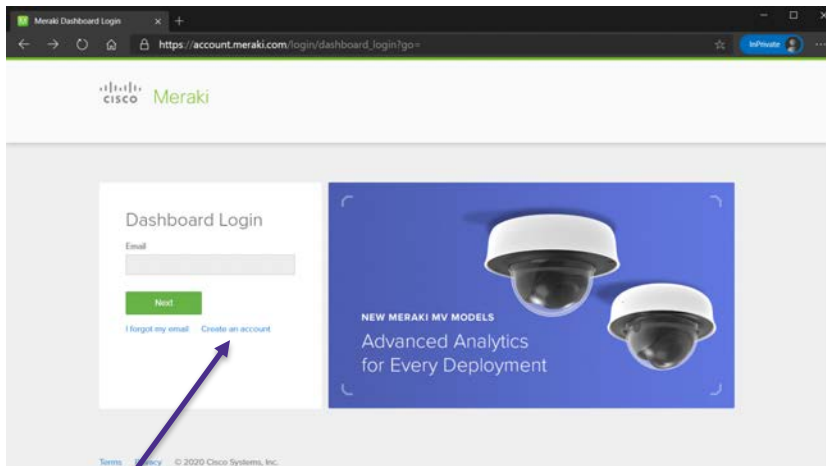 Meraki Dashboard Login
https://account.meraki.com/login/dashboard_login?go=
InPrivate
cisco Meraki
Dashboard Login
Email
Next
I forgot my email Create an account
NEW MERAKI MV MODELS
Advanced Analytics
for Every Deployment
Terms Privacy © 2020 Cisco Systems, Inc.